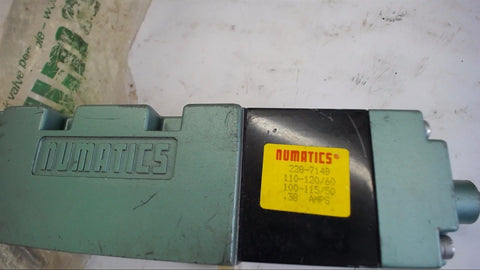 NUMATICS
NUMATICS
238-714B
110-120/60
100-115/50
.38 AMPS